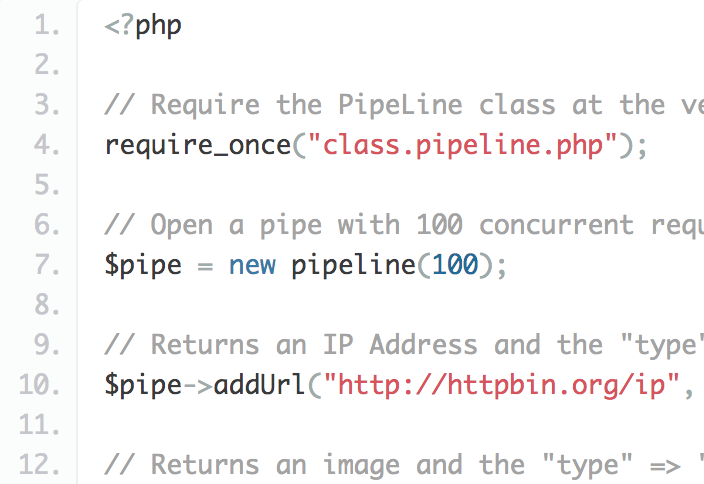 1. <?php
2.
3. // Require the PipeLine class at the
4. require_once("class.pipeline.php");
5.
6. // Open a pipe with 100 concurrent
7. $pipe = new pipeline(100);
8.
9. // Returns an IP Address and the "type"
10. $pipe->addUrl("http://httpbin.org/ip",
11.
12. // Returns an image and the "type" => "